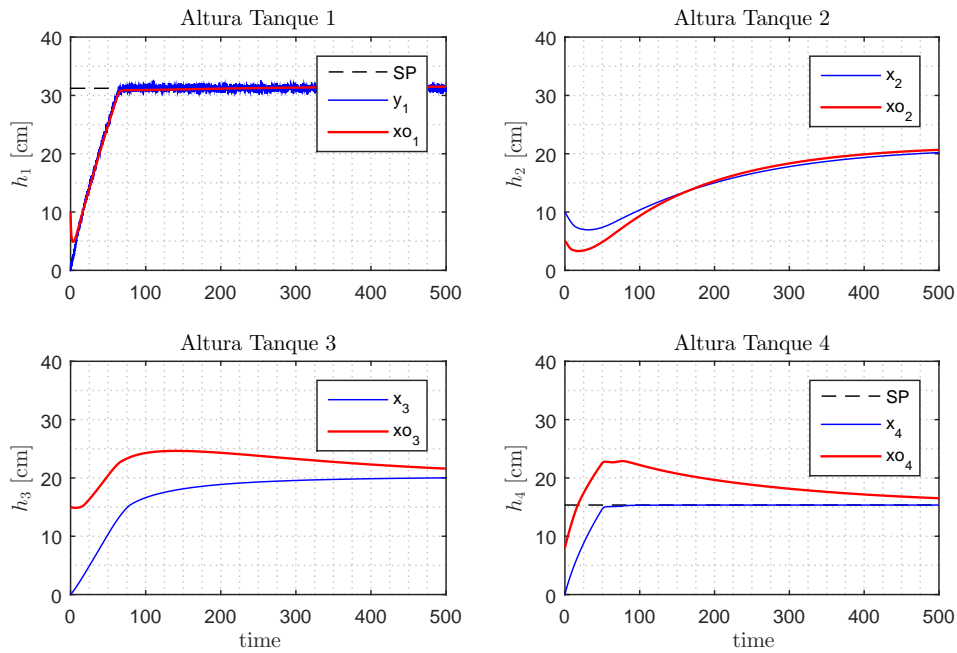 Altura Tanque 1
40
30
20
10
0
h₁ [cm]
0 100 200 300 400 500
SP
y₁
xo₁
Altura Tanque 2
40
30
20
10
0
h₂ [cm]
0 100 200 300 400 500
x₂
xo₂
Altura Tanque 3
40
30
20
10
0
h₃ [cm]
0 100 200 300 400 500
time
x₃
xo₃
Altura Tanque 4
40
30
20
10
0
h₄ [cm]
0 100 200 300 400 500
time
SP
x₄
xo₄